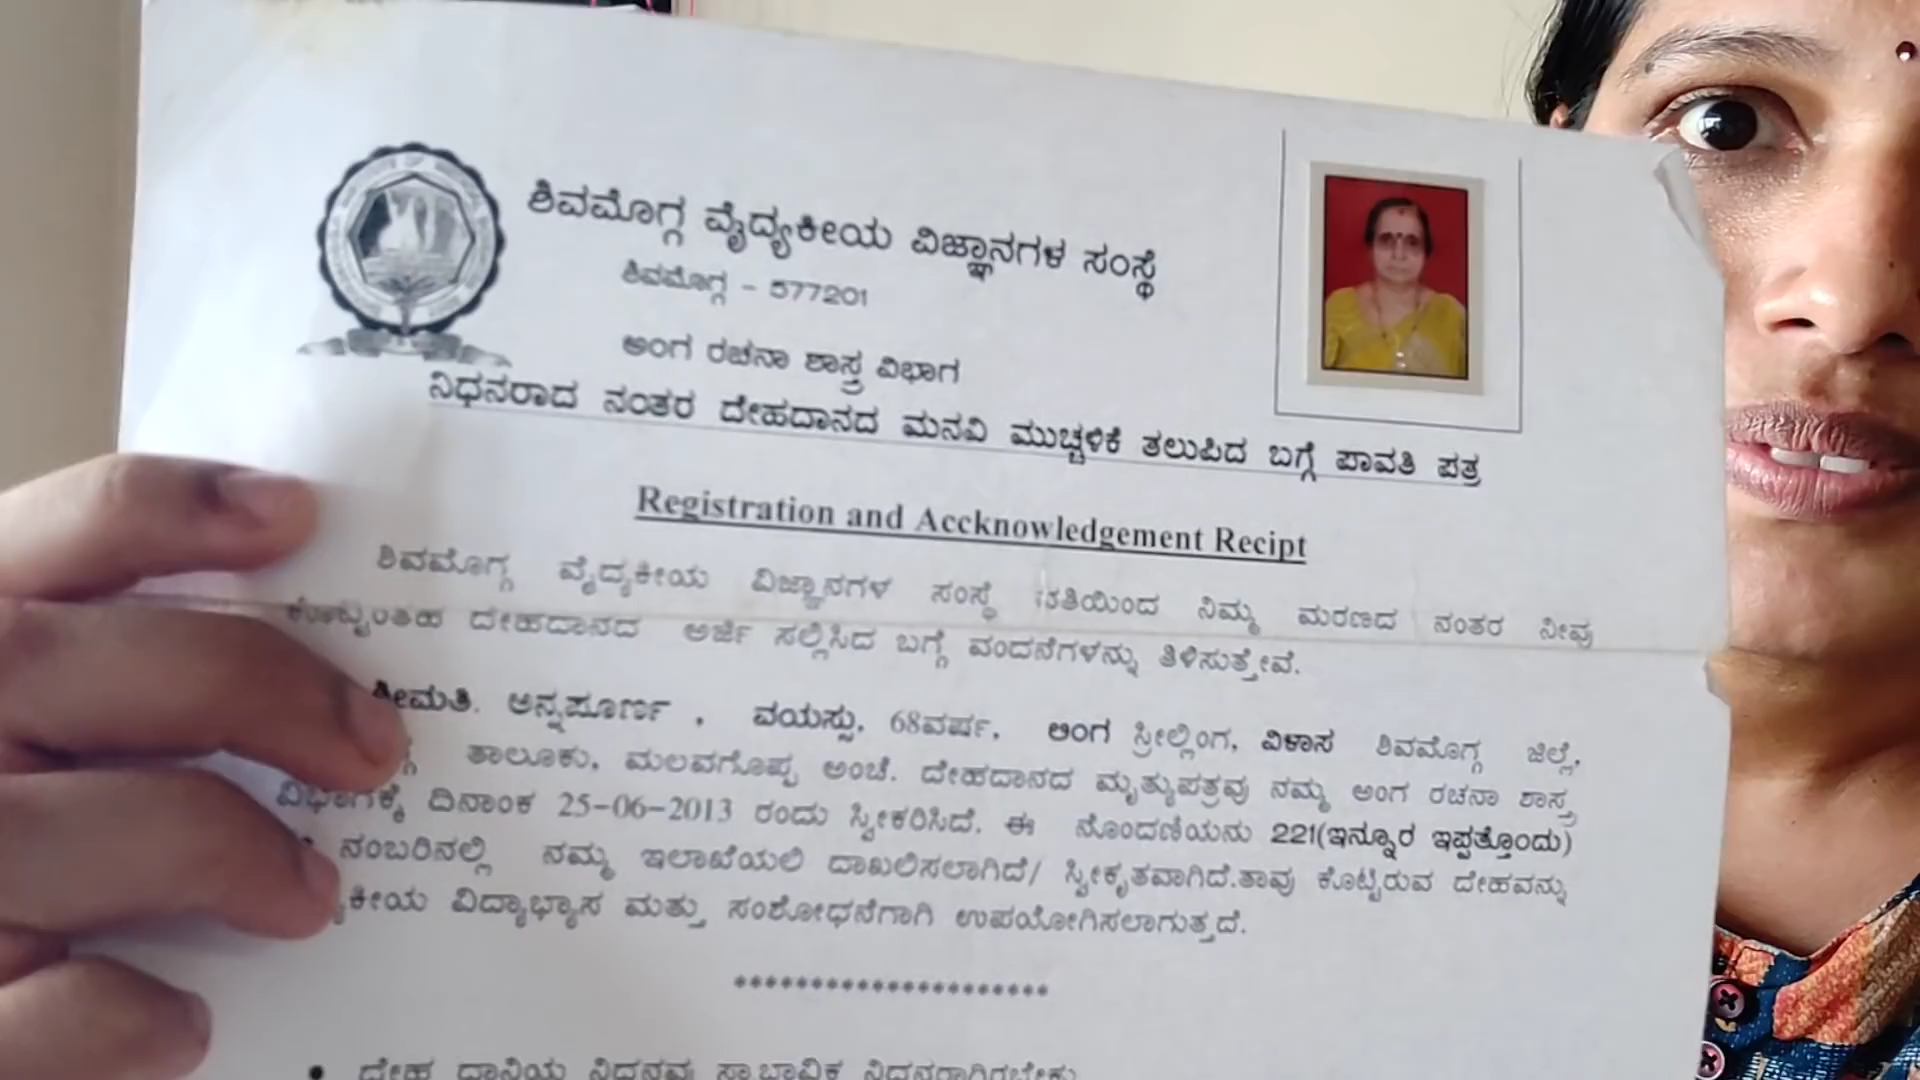 ಶಿವಮೊಗ್ಗ ವೈದ್ಯಕೀಯ ವಿಜ್ಞಾನಗಳ ಸಂಸ್ಥೆ
ಶಿವಮೊಗ್ಗ - 577201
ಅಂಗ ರಚನಾ ಶಾಸ್ತ್ರ ವಿಭಾಗ
ನಿಧನರಾದ ನಂತರ ದೇಹದಾನದ ಮನವಿ ಮುಚ್ಚಳಿಕೆ ತಲುಪಿದ ಬಗ್ಗೆ ಪಾವತಿ ಪತ್ರ
Registration and Accknowledgement Recipt
ಶಿವಮೊಗ್ಗ ವೈದ್ಯಕೀಯ ವಿಜ್ಞಾನಗಳ ಸಂಸ್ಥೆ ನಿಮ್ಮ ಮರಣದ ನಂತರ ನೀವು
ದೇಹದಾನದ ಅರ್ಜಿ ಸಲ್ಲಿಸಿದ ಬಗ್ಗೆ ವಂದನೆಗಳನ್ನು ತಿಳಿಸುತ್ತೇವೆ.
ಶ್ರೀಮತಿ. ಅನ್ನಪೂರ್ಣ , ವಯಸ್ಸು, 68ವರ್ಷ, ಲಿಂಗ ಸ್ತ್ರೀಲ್ಲಿಂಗ, ವಿಳಾಸ ಶಿವಮೊಗ್ಗ ಜಿಲ್ಲೆ,
ತಾಲೂಕು, ಮಲವಗೊಪ್ಪ ಅಂಚೆ. ದೇಹದಾನದ ಮೃತ್ಯುಪತ್ರವು ನಮ್ಮ ಅಂಗ ರಚನಾ ಶಾಸ್ತ್ರ
ವಿಭಾಗಕ್ಕೆ ದಿನಾಂಕ 25-06-2013 ರಂದು ಸ್ವೀಕರಿಸಿದೆ. ಈ ನೊಂದಣಿಯನು 221(ಇನ್ನೂರ ಇಪ್ಪತ್ತೊಂದು)
ನಂಬರಿನಲ್ಲಿ ನಮ್ಮ ಇಲಾಖೆಯಲಿ ದಾಖಲಿಸಲಾಗಿದೆ/ ಸ್ವೀಕೃತವಾಗಿದೆ.ತಾವು ಕೊಟ್ಟಿರುವ ದೇಹವನ್ನು
ವಿದ್ಯಾಭ್ಯಾಸ ಮತ್ತು ಸಂಶೋಧನೆಗಾಗಿ ಉಪಯೋಗಿಸಲಾಗುತ್ತದೆ.
*********************